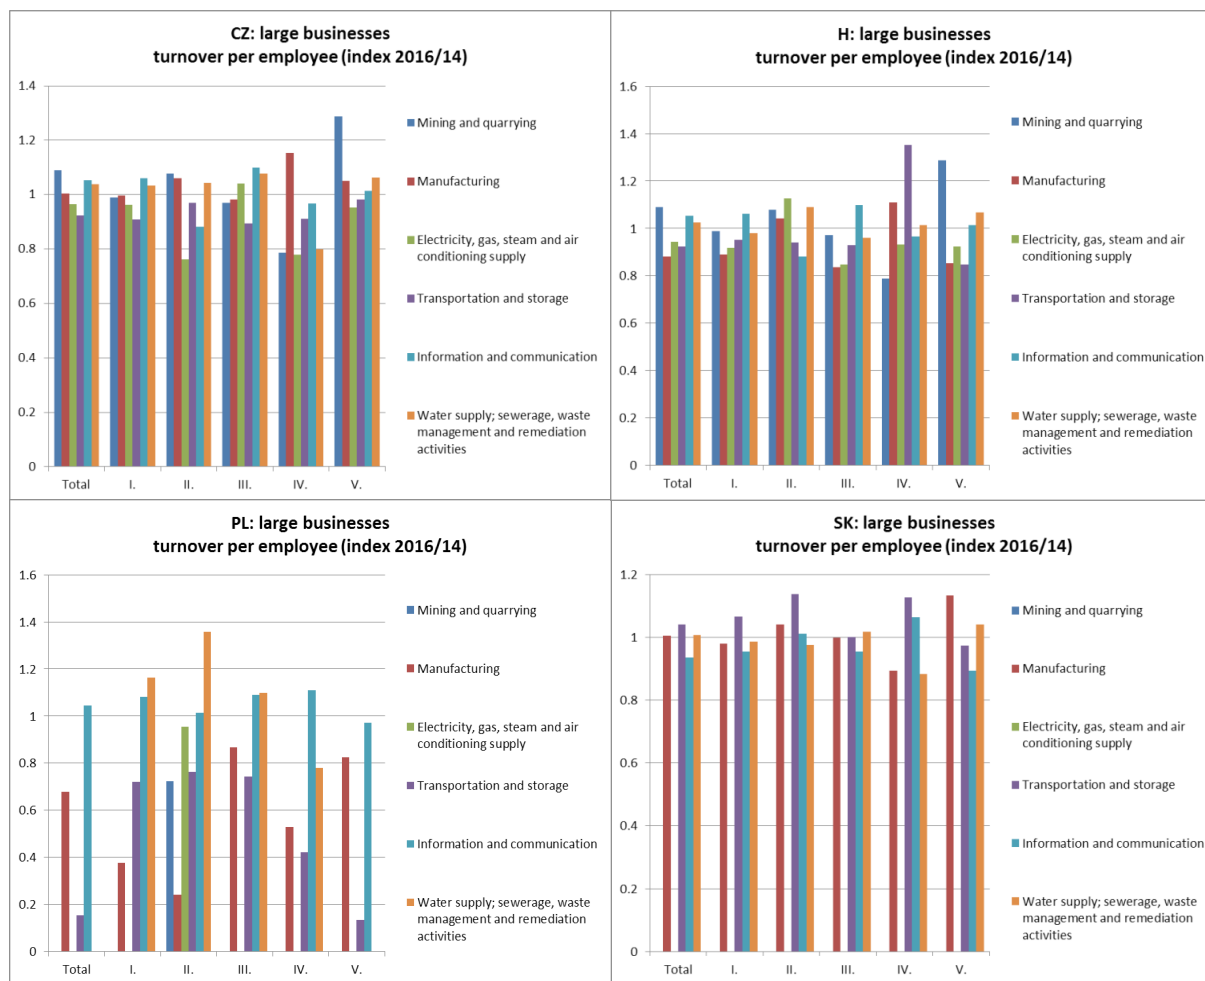 CZ: large businesses
turnover per employee (index 2016/14)
1.4
1.2
1
0.8
0.6
0.4
0.2
0
Total I. II. III. IV. V.
Mining and quarrying
Manufacturing
Electricity, gas, steam and air
conditioning supply
Transportation and storage
Information and communication
Water supply; sewerage, waste
management and remediation
activities
H: large businesses
turnover per employee (index 2016/14)
1.6
1.4
1.2
1
0.8
0.6
0.4
0.2
0
Total I. II. III. IV. V.
Mining and quarrying
Manufacturing
Electricity, gas, steam and air
conditioning supply
Transportation and storage
Information and communication
Water supply; sewerage, waste
management and remediation
activities
PL: large businesses
turnover per employee (index 2016/14)
1.6
1.4
1.2
1
0.8
0.6
0.4
0.2
0
Total I. II. III. IV. V.
Mining and quarrying
Manufacturing
Electricity, gas, steam and air
conditioning supply
Transportation and storage
Information and communication
Water supply; sewerage, waste
management and remediation
activities
SK: large businesses
turnover per employee (index 2016/14)
1.2
1
0.8
0.6
0.4
0.2
0
Total I. II. III. IV. V.
Mining and quarrying
Manufacturing
Electricity, gas, steam and air
conditioning supply
Transportation and storage
Information and communication
Water supply; sewerage, waste
management and remediation
activities